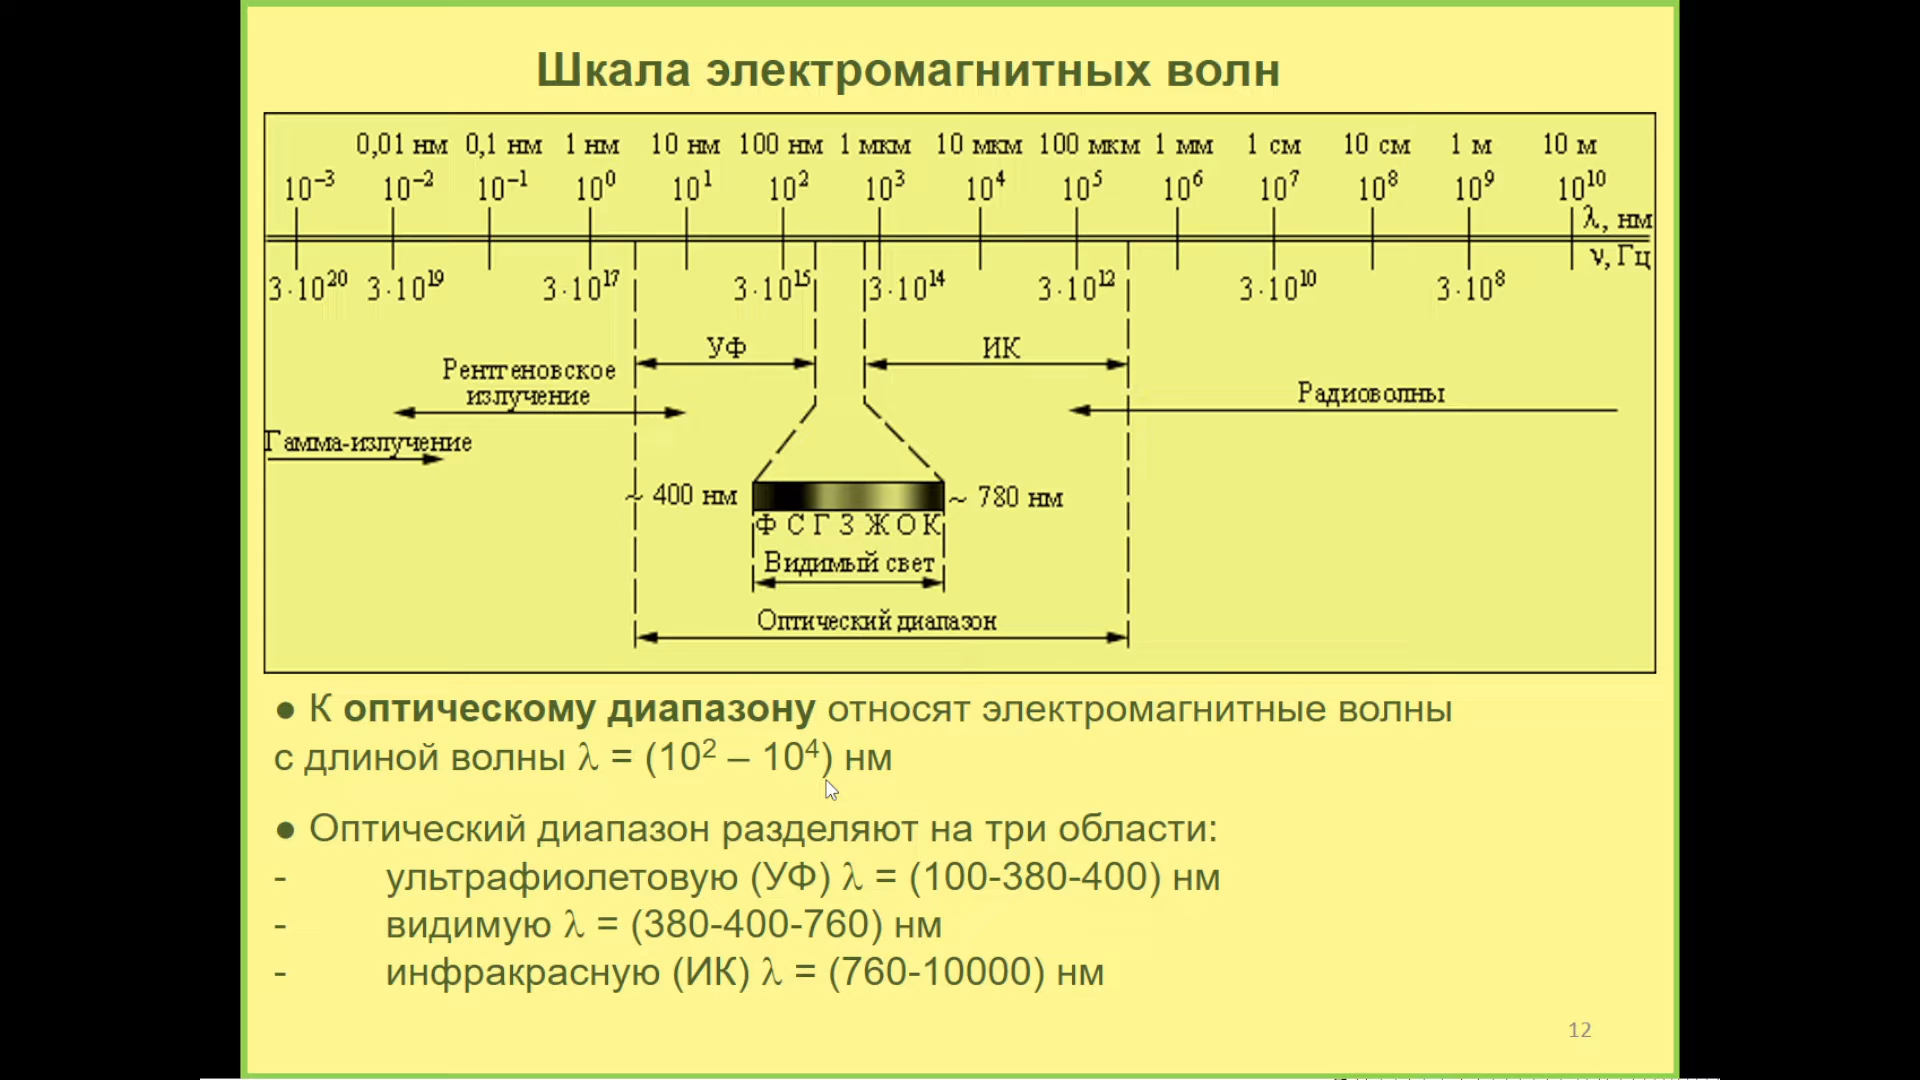 Шкала электромагнитных волн
0,01 нм 0,1 нм 1 нм 10 нм 100 нм 1 мкм 10 мкм 100 мкм 1 мм 1 см 10 см 1 м 10 м
10⁻³ 10⁻² 10⁻¹ 10⁰ 10¹ 10² 10³ 10⁴ 10⁵ 10⁶ 10⁷ 10⁸ 10⁹ 10¹⁰
λ, нм
ν, Гц
3·10²⁰ 3·10¹⁹ 3·10¹⁷ 3·10¹⁵ 3·10¹⁴ 3·10¹² 3·10¹⁰ 3·10⁸
УФ ИК
Рентгеновское
излучение
Радиоволны
Гамма-излучение
~ 400 нм ~ 780 нм
Ф С Г З Ж О К
Видимый свет
Оптический диапазон
● К оптическому диапазону относят электромагнитные волны
с длиной волны λ = (10² – 10⁴) нм
● Оптический диапазон разделяют на три области:
- ультрафиолетовую (УФ) λ = (100-380-400) нм
- видимую λ = (380-400-760) нм
- инфракрасную (ИК) λ = (760-10000) нм
12